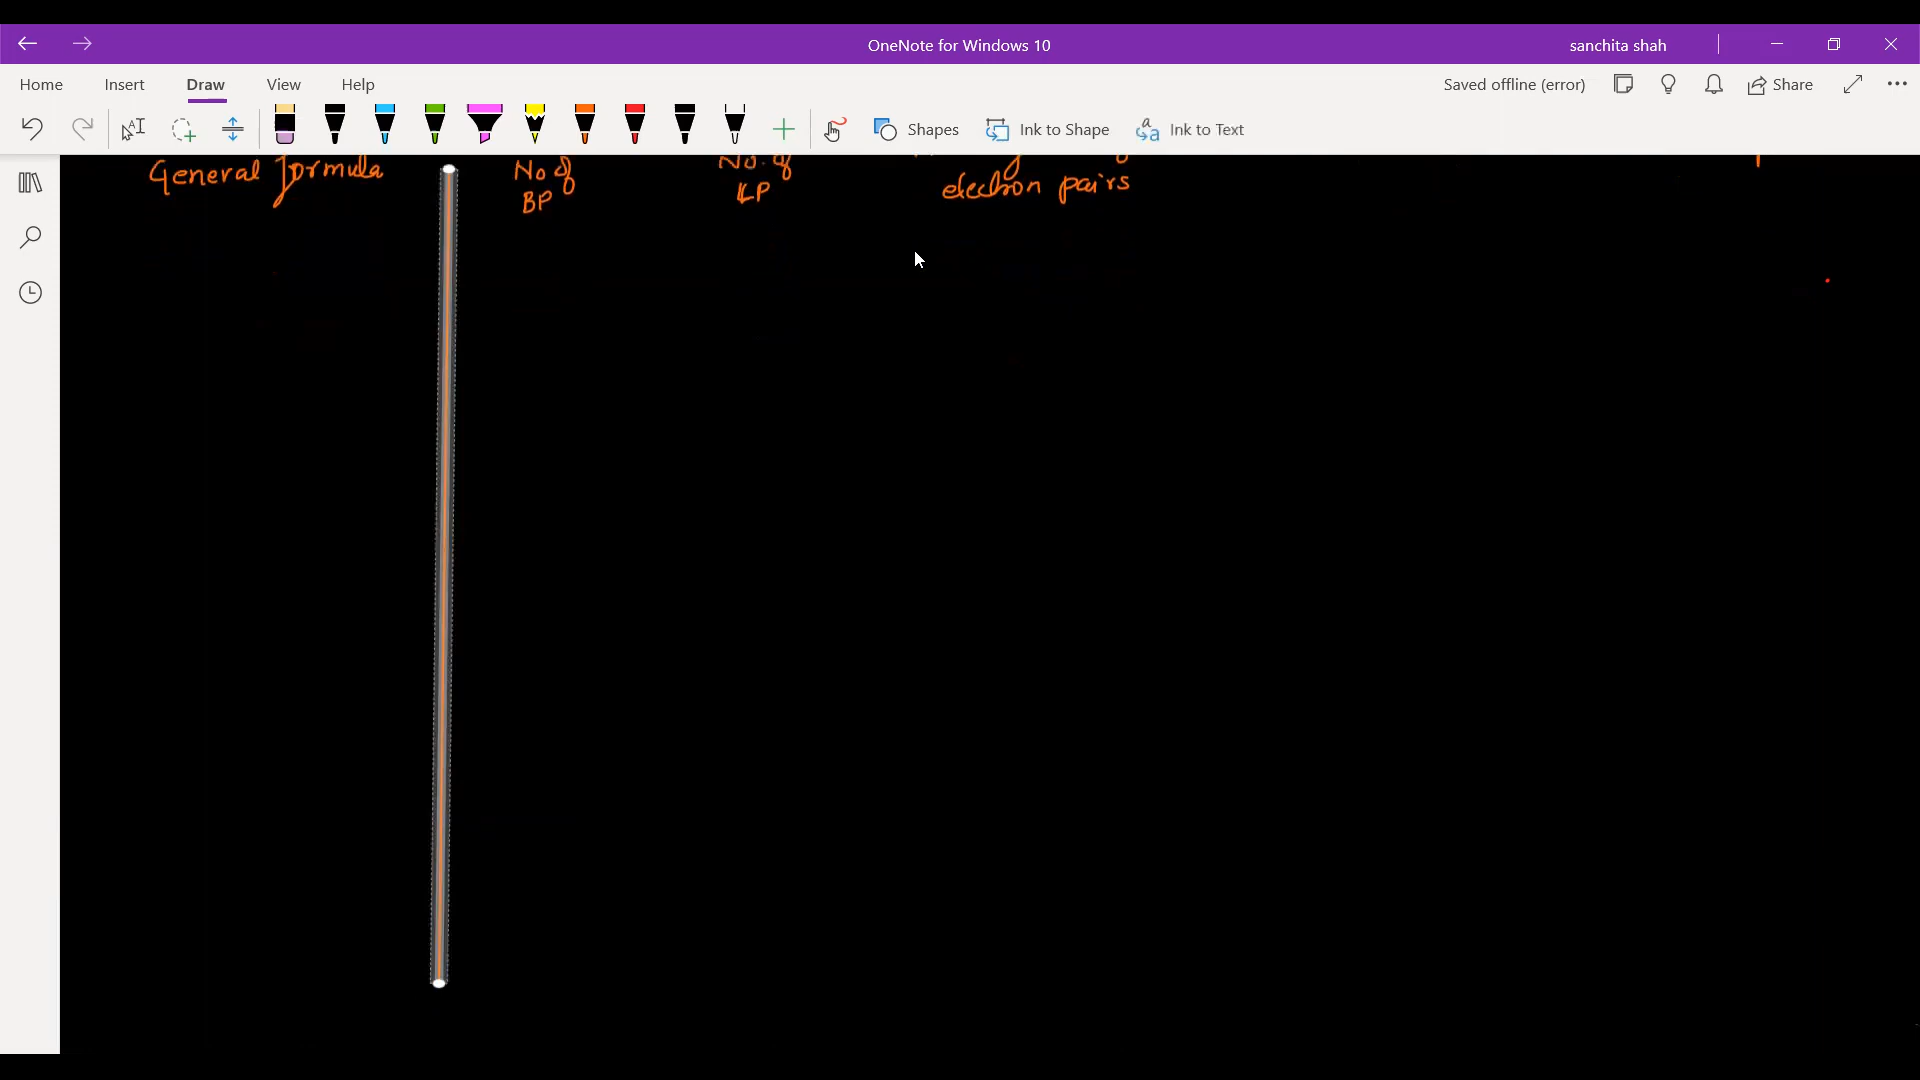 OneNote for Windows 10
sanchita shah
Home Insert Draw View Help
Saved offline (error)
Share
Shapes
Ink to Shape
Ink to Text
General formula
No of
BP
No. of
LP
electron pairs